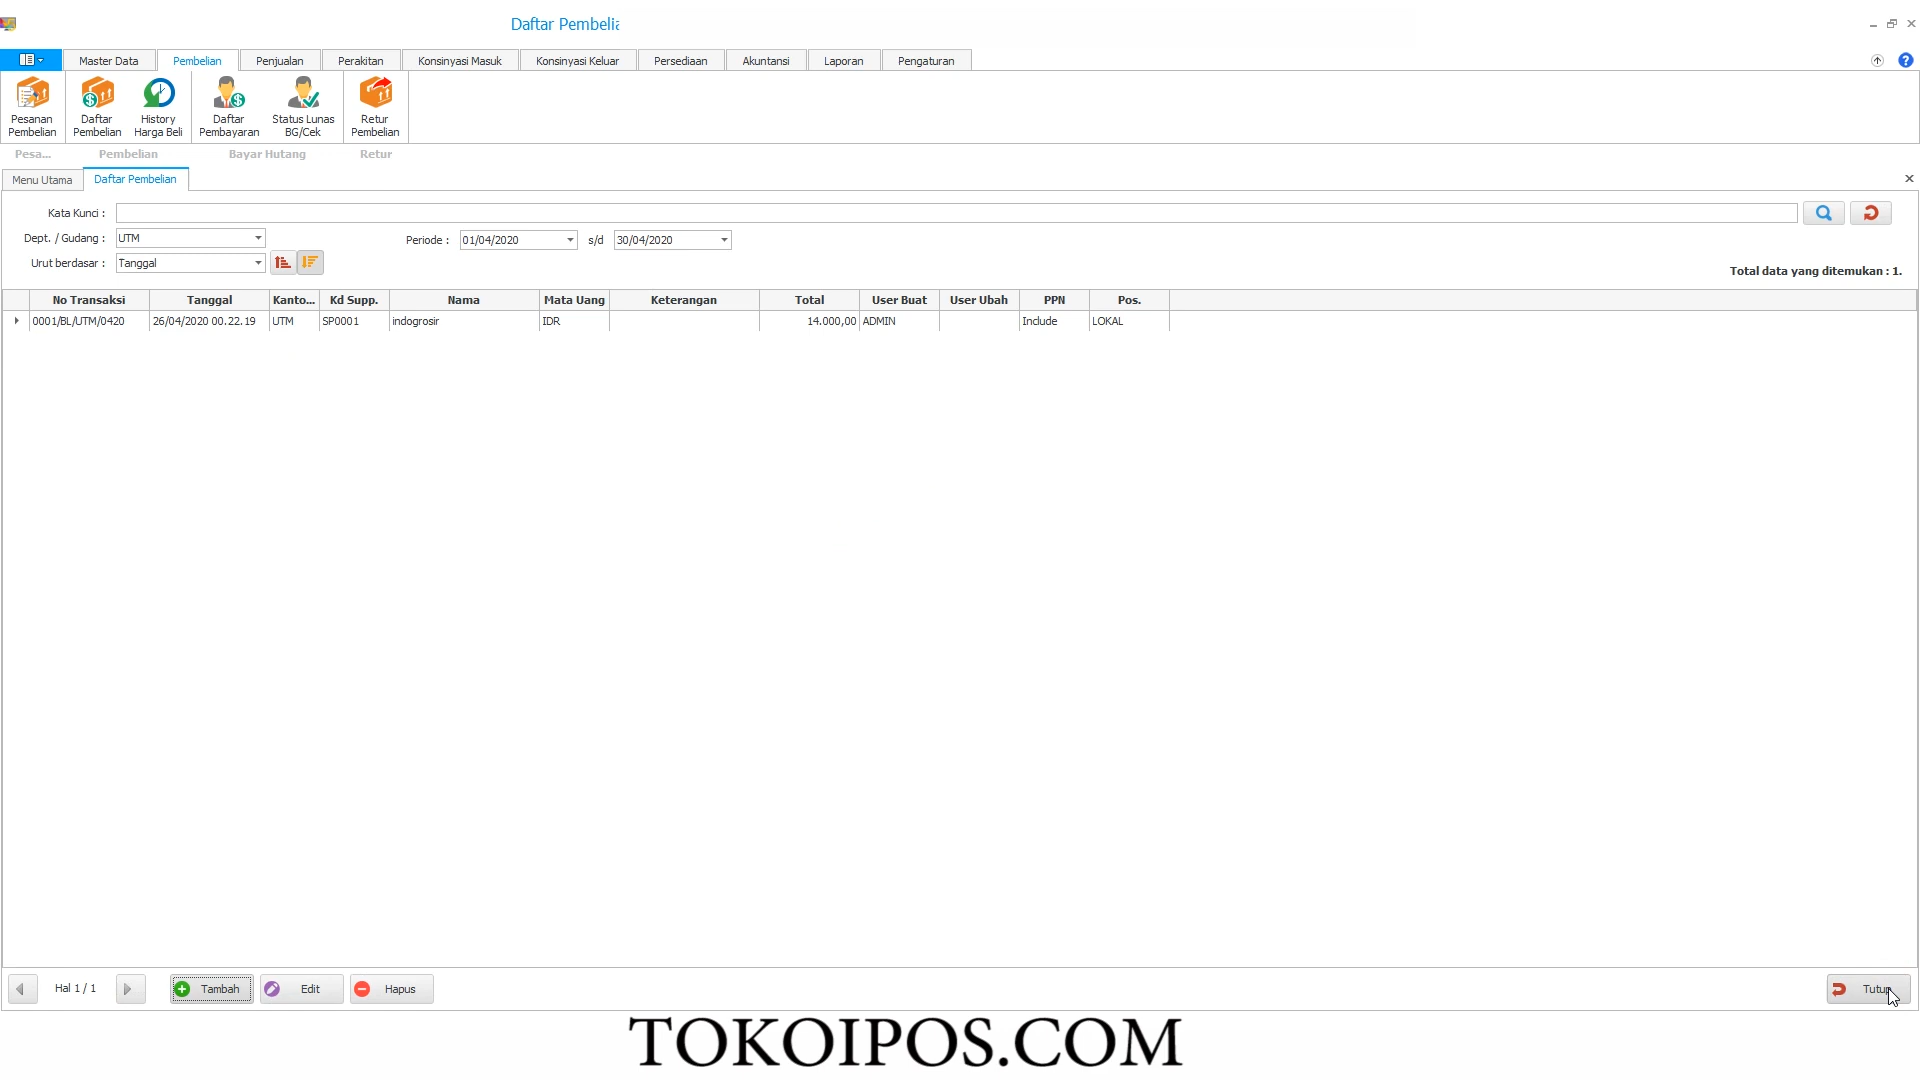 Daftar Pembelia
Master Data Pembelian Penjualan Perakitan Konsinyasi Masuk Konsinyasi Keluar Persediaan Akuntansi Laporan Pengaturan
Pesanan Pembelian
Daftar Pembelian
History Harga Beli
Daftar Pembayaran
Status Lunas BG/Cek
Retur Pembelian
Pesa... Pembelian Bayar Hutang Retur
Menu Utama Daftar Pembelian
Kata Kunci :
Dept. / Gudang : UTM Periode : 01/04/2020 s/d 30/04/2020
Urut berdasar : Tanggal
Total data yang ditemukan : 1.
No Transaksi Tanggal Kanto... Kd Supp. Nama Mata Uang Keterangan Total User Buat User Ubah PPN Pos.
0001/BL/UTM/0420 26/04/2020 00.22.19 UTM SP0001 indogrosir IDR 14.000,00 ADMIN Include LOKAL
Hal 1 / 1 Tambah Edit Hapus Tutup
TOKOIPOS.COM